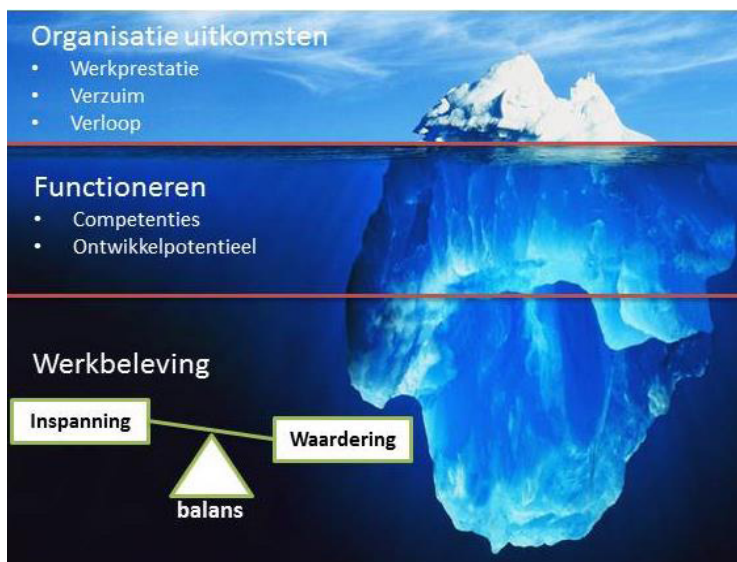 Organisatie uitkomsten
• Werkprestatie
• Verzuim
• Verloop
Functioneren
• Competenties
• Ontwikkelpotentieel
Werkbeleving
Inspanning
Waardering
balans